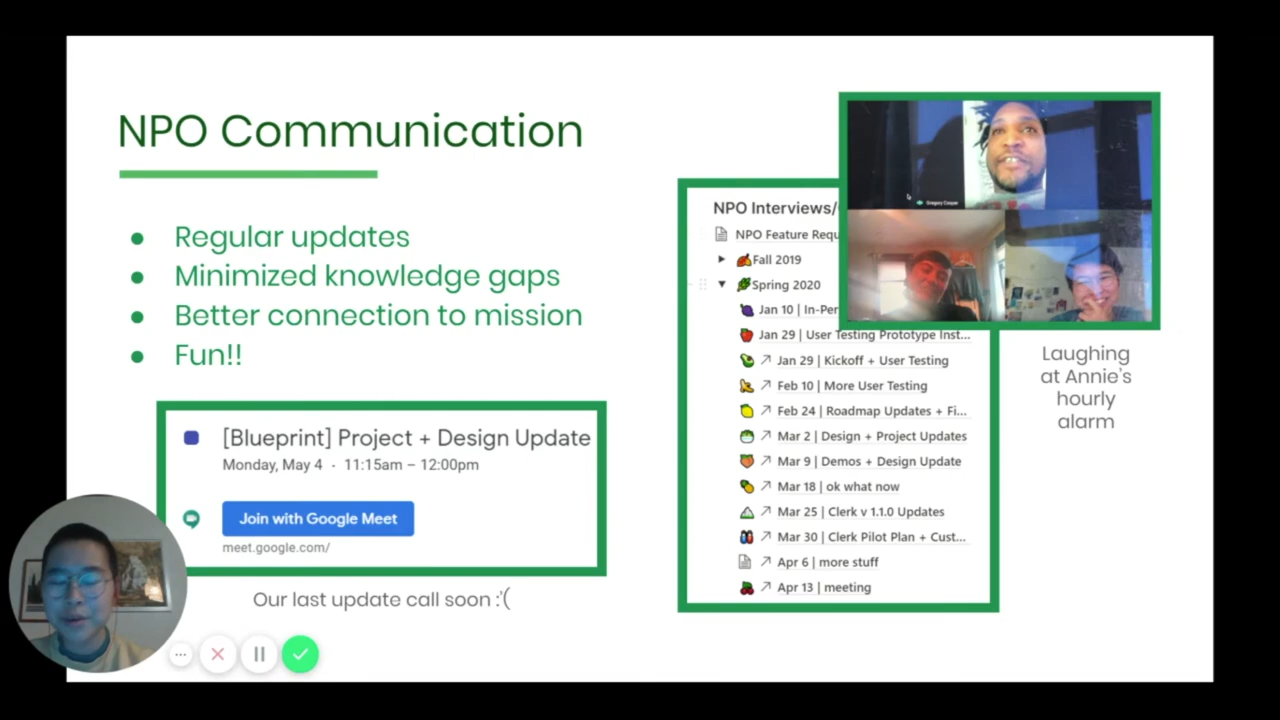 NPO Communication
Regular updates
Minimized knowledge gaps
Better connection to mission
Fun!!
[Blueprint] Project + Design Update
Monday, May 4 · 11:15am – 12:00pm
Join with Google Meet
meet.google.com/
Our last update call soon :'(
NPO Interviews/
NPO Feature Requ
Fall 2019
Spring 2020
Jan 10 | In-Per
Jan 29 | User Testing Prototype Inst...
Jan 29 | Kickoff + User Testing
Feb 10 | More User Testing
Feb 24 | Roadmap Updates + Fi...
Mar 2 | Design + Project Updates
Mar 9 | Demos + Design Update
Mar 18 | ok what now
Mar 25 | Clerk v 1.1.0 Updates
Mar 30 | Clerk Pilot Plan + Cust...
Apr 6 | more stuff
Apr 13 | meeting
Gregory Cooper
Laughing
at Annie's
hourly
alarm